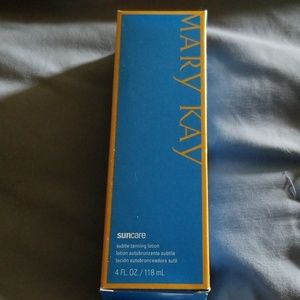 MARY KAY
suncare
subtle tanning lotion
lotion autobronzante subtile
loción autobronceadora sutil
4 FL. OZ. / 118 mL